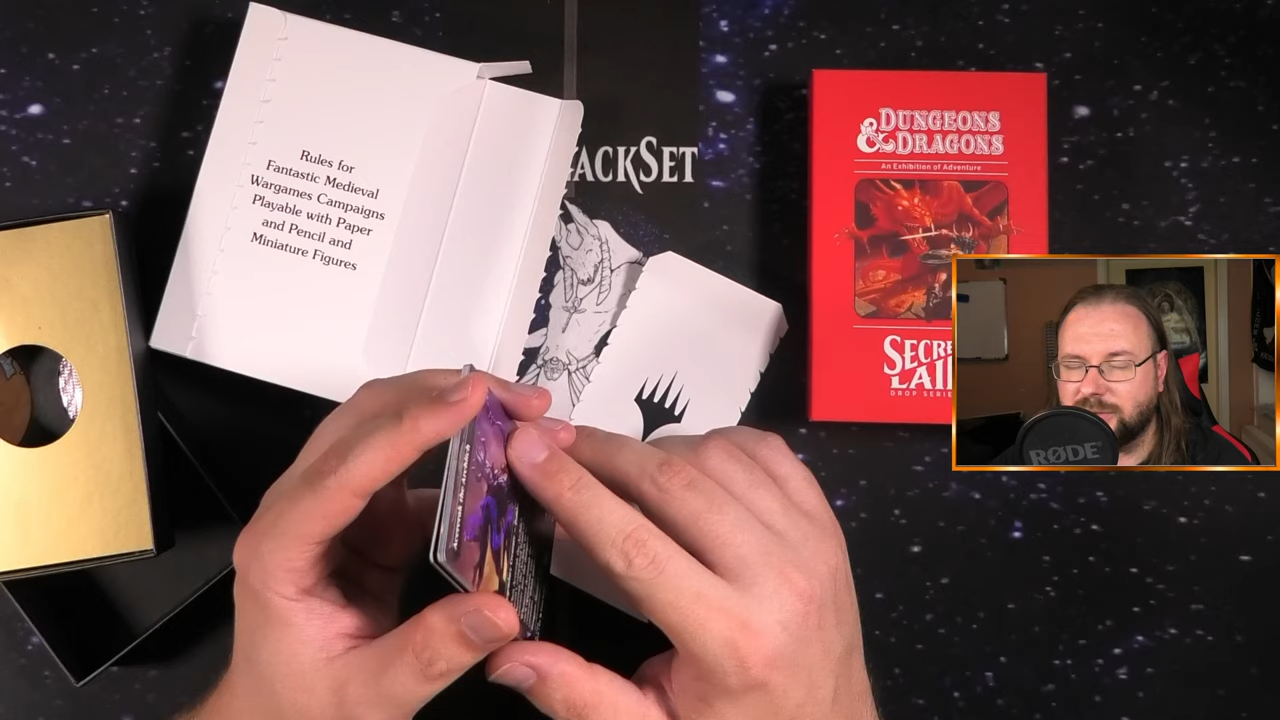 Rules for
Fantastic Medieval
Wargames Campaigns
Playable with Paper
and Pencil and
Miniature Figures
ACKSET
DUNGEONS
& DRAGONS
An Exhibition of Adventure
SECRE
LAI
DROP SERIE
RØDE